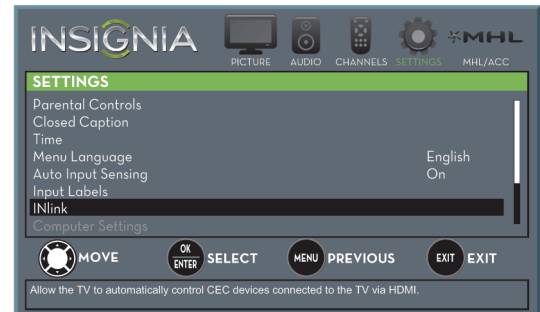 INSIGNIA
PICTURE AUDIO CHANNELS SETTINGS MHL MHL/ACC
SETTINGS
Parental Controls
Closed Caption
Time
Menu Language English
Auto Input Sensing On
Input Labels
INlink
Computer Settings
MOVE OK ENTER SELECT MENU PREVIOUS EXIT EXIT
Allow the TV to automatically control CEC devices connected to the TV via HDMI.